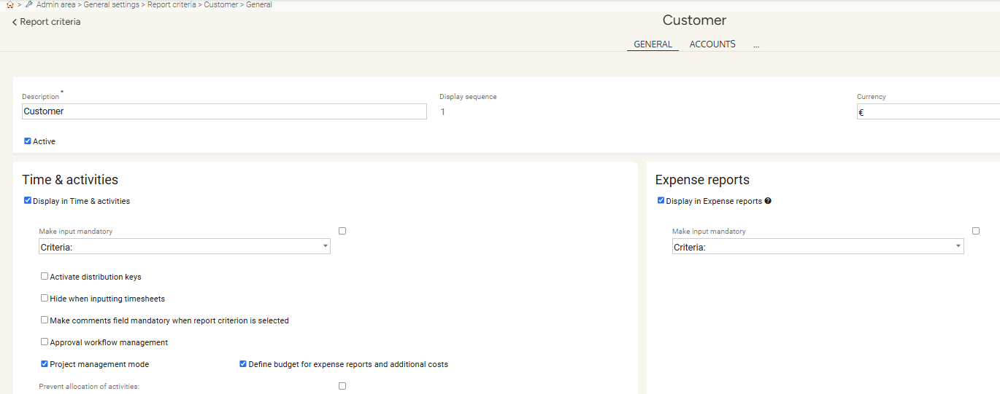 > Admin area > General settings > Report criteria > Customer > General
< Report criteria
Customer
GENERAL ACCOUNTS ...
Description *
Display sequence
Currency
Customer
1
€
Active
Time & activities
Display in Time & activities
Make input mandatory
Criteria:
Activate distribution keys
Hide when inputting timesheets
Make comments field mandatory when report criterion is selected
Approval workflow management
Project management mode
Define budget for expense reports and additional costs
Prevent allocation of activities:
Expense reports
Display in Expense reports ?
Make input mandatory
Criteria: